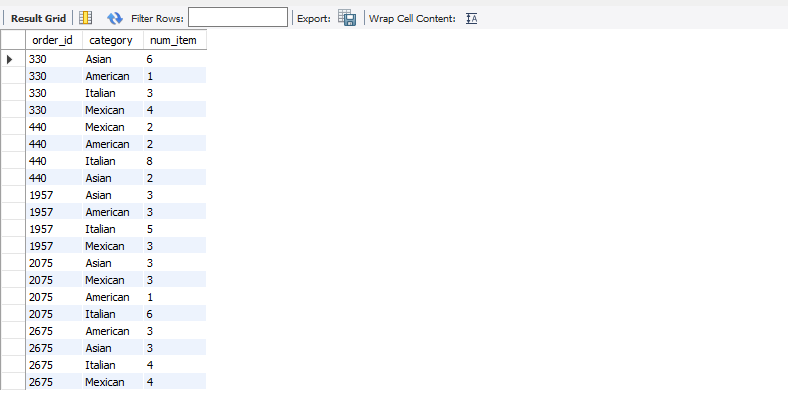 Result Grid Filter Rows: Export: Wrap Cell Content:
order_id category num_item
330 Asian 6
330 American 1
330 Italian 3
330 Mexican 4
440 Mexican 2
440 American 2
440 Italian 8
440 Asian 2
1957 Asian 3
1957 American 3
1957 Italian 5
1957 Mexican 3
2075 Asian 3
2075 Mexican 3
2075 American 1
2075 Italian 6
2675 American 3
2675 Asian 3
2675 Italian 4
2675 Mexican 4